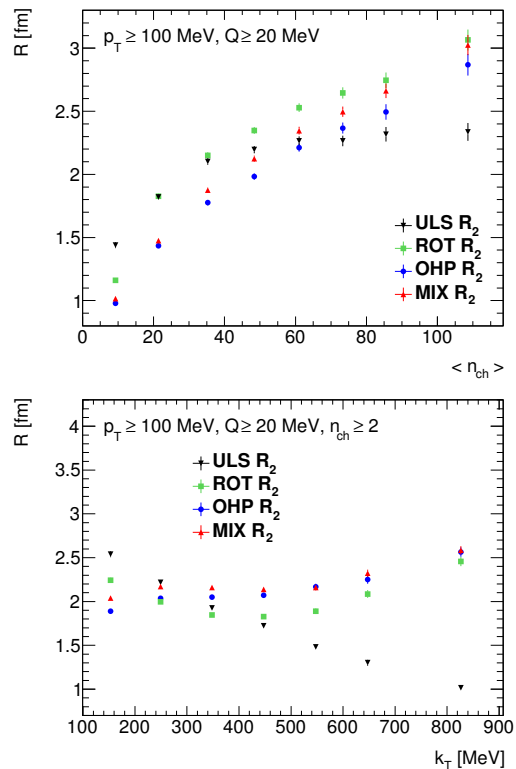 R [fm]
p_T ≥ 100 MeV, Q ≥ 20 MeV
3
2.5
2
1.5
1
ULS R_2
ROT R_2
OHP R_2
MIX R_2
0 20 40 60 80 100
< n_ch >
R [fm]
p_T ≥ 100 MeV, Q ≥ 20 MeV, n_ch ≥ 2
4
3.5
3
2.5
2
1.5
1
ULS R_2
ROT R_2
OHP R_2
MIX R_2
100 200 300 400 500 600 700 800 900
k_T [MeV]